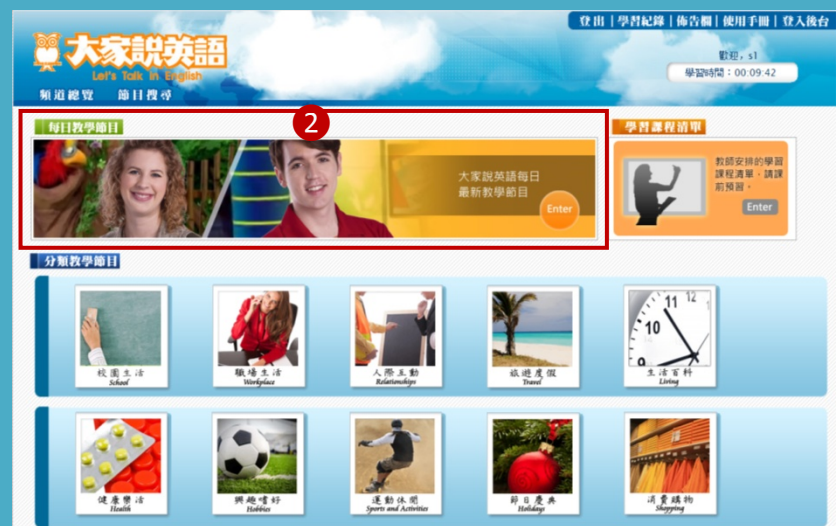 登出 | 學習紀錄 | 佈告欄 | 使用手冊 | 登入後台
大家說英語
Let's Talk in English
歡迎，s1
學習時間：00:09:42
頻道總覽 節目搜尋
每日教學節目
2
大家說英語每日
最新教學節目
Enter
學習課程清單
教師安排的學習
課程清單，請課
前預習。
Enter
分類教學節目
11
12
10
9
校園生活
School
職場生活
Workplace
人際互動
Relationships
旅遊度假
Travel
生活百科
Living
健康樂活
Health
興趣嗜好
Hobbies
運動休閒
Sports and Activities
節日慶典
Holidays
消費購物
Shopping